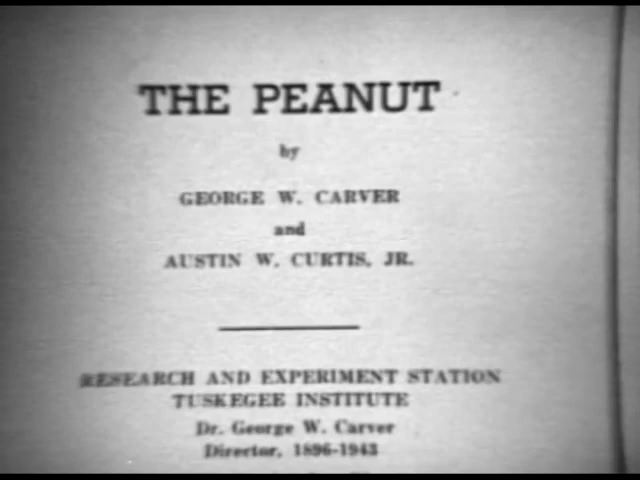 THE PEANUT
by
GEORGE W. CARVER
and
AUSTIN W. CURTIS, JR.
RESEARCH AND EXPERIMENT STATION
TUSKEGEE INSTITUTE
Dr. George W. Carver
Director, 1896-1943